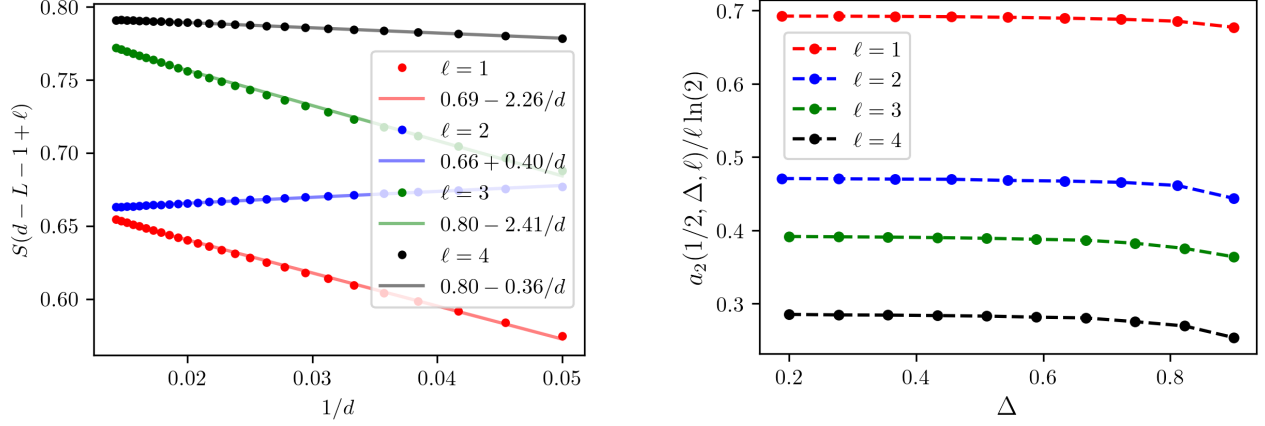 0.80
0.75
0.70
0.65
0.60
S(d − L − 1 + ℓ)
0.02
0.03
0.04
0.05
1/d
ℓ = 1
0.69 − 2.26/d
ℓ = 2
0.66 + 0.40/d
ℓ = 3
0.80 − 2.41/d
ℓ = 4
0.80 − 0.36/d
0.7
0.6
0.5
0.4
0.3
a₂(1/2, Δ, ℓ)/ℓ ln(2)
ℓ = 1
ℓ = 2
ℓ = 3
ℓ = 4
0.2
0.4
0.6
0.8
Δ